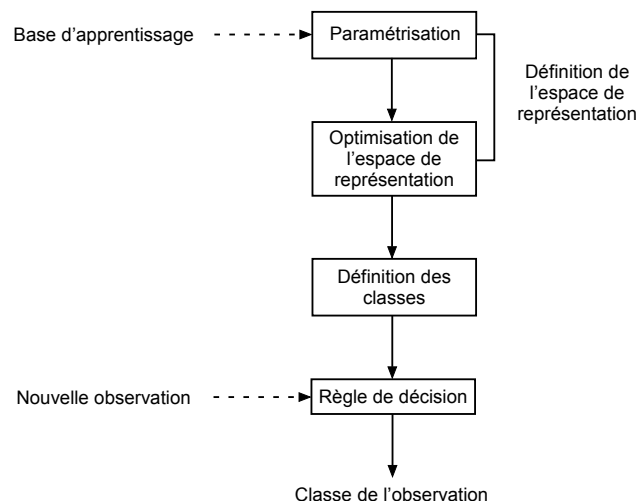 Base d’apprentissage
Paramétrisation
Définition de
l’espace de
représentation
Optimisation de
l’espace de
représentation
Définition des
classes
Nouvelle observation
Règle de décision
Classe de l’observation